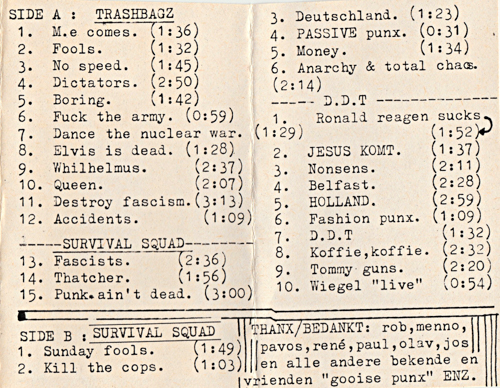 SIDE A : TRASHBAGZ
1. M.e comes. (1:36)
2. Fools. (1:32)
3. No speed. (1:45)
4. Dictators. (2:50)
5. Boring. (1:42)
6. Fuck the army. (0:59)
7. Dance the nuclear war. (1:29)
8. Elvis is dead. (1:28)
9. Whilhelmus. (2:37)
10. Queen. (2:07)
11. Destroy fascism.(3:13)
12. Accidents. (1:09)
-----SURVIVAL SQUAD--------
13. Fascists. (2:36)
14. Thatcher. (1:56)
15. Punk.ain't dead. (3:00)
SIDE B : SURVIVAL SQUAD
1. Sunday fools. (1:49)
2. Kill the cops. (1:03)
3. Deutschland. (1:23)
4. PASSIVE punx. (0:31)
5. Money. (1:34)
6. Anarchy & total chaos.
(2:14)
----- D.D.T --------------
1. Ronald reagen sucks
(1:52)
2. JESUS KOMT. (1:37)
3. Nonsens. (2:11)
4. Belfast. (2:28)
5. HOLLAND. (2:59)
6. Fashion punx. (1:09)
7. D.D.T (1:32)
8. Koffie,koffie. (2:32)
9. Tommy guns. (2:20)
10. Wiegel "live" (0:54)
THANX/BEDANKT: rob,menno,
pavos,rené,paul,olav,jos
en alle andere bekende en
vrienden "gooise punx" ENZ.